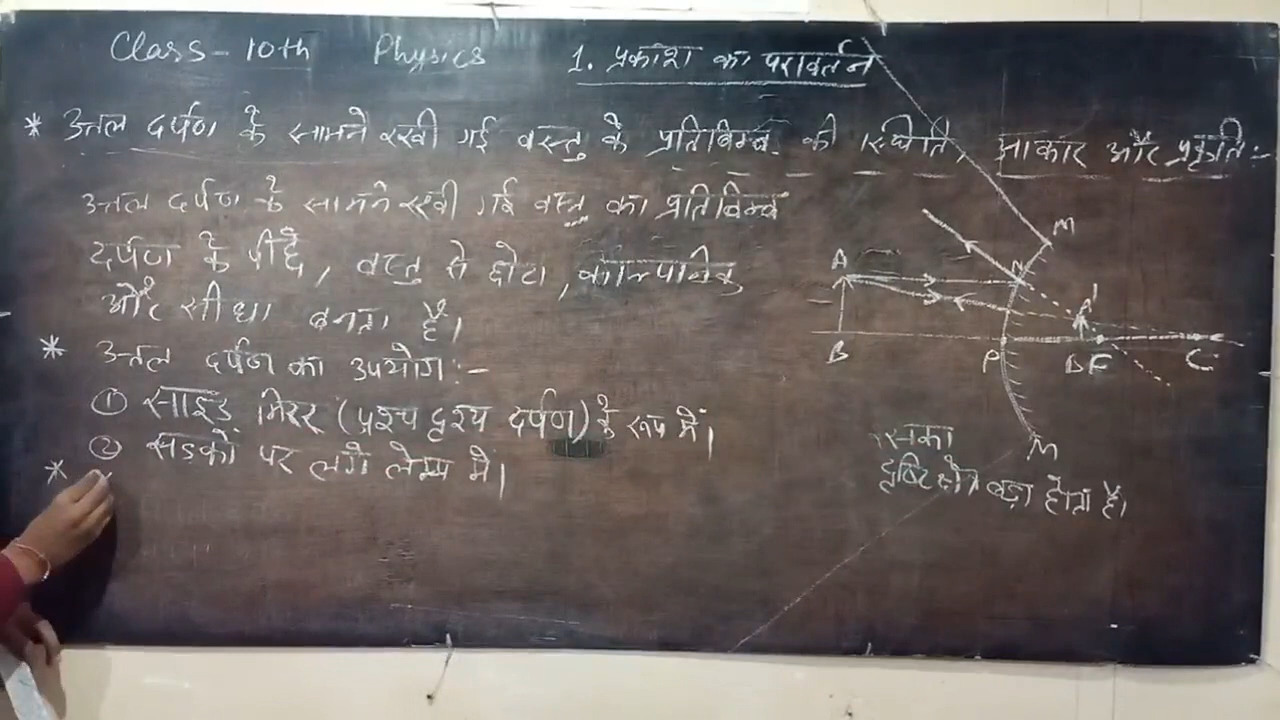 Class - 10th Physics 1. प्रकाश का परावर्तन
* उत्तल दर्पण के सामने रखी गई वस्तु के प्रतिबिम्ब की स्थिति, आकार और प्रकृति:-
उत्तल दर्पण के सामने रखी गई वस्तु का प्रतिबिम्ब
दर्पण के पीछे, वस्तु से छोटा, काल्पनिक
और सीधा बनता है।
* उत्तल दर्पण का उपयोग:-
① साइड मिरर (पश्च दृश्य दर्पण) के रूप में।
② सड़कों पर लगे लेम्प में।
*
M
A N A'
B P B F C
M
दृष्टि क्षेत्र बड़ा होता है।